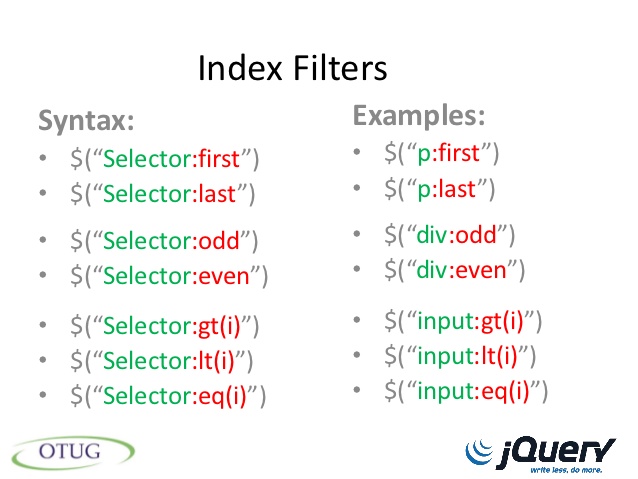 Index Filters
Syntax:
• $(“Selector:first”)
• $(“Selector:last”)
• $(“Selector:odd”)
• $(“Selector:even”)
• $(“Selector:gt(i)”)
• $(“Selector:lt(i)”)
• $(“Selector:eq(i)”)
Examples:
• $(“p:first”)
• $(“p:last”)
• $(“div:odd”)
• $(“div:even”)
• $(“input:gt(i)”)
• $(“input:lt(i)”)
• $(“input:eq(i)”)
OTUG
jQuery
write less, do more.